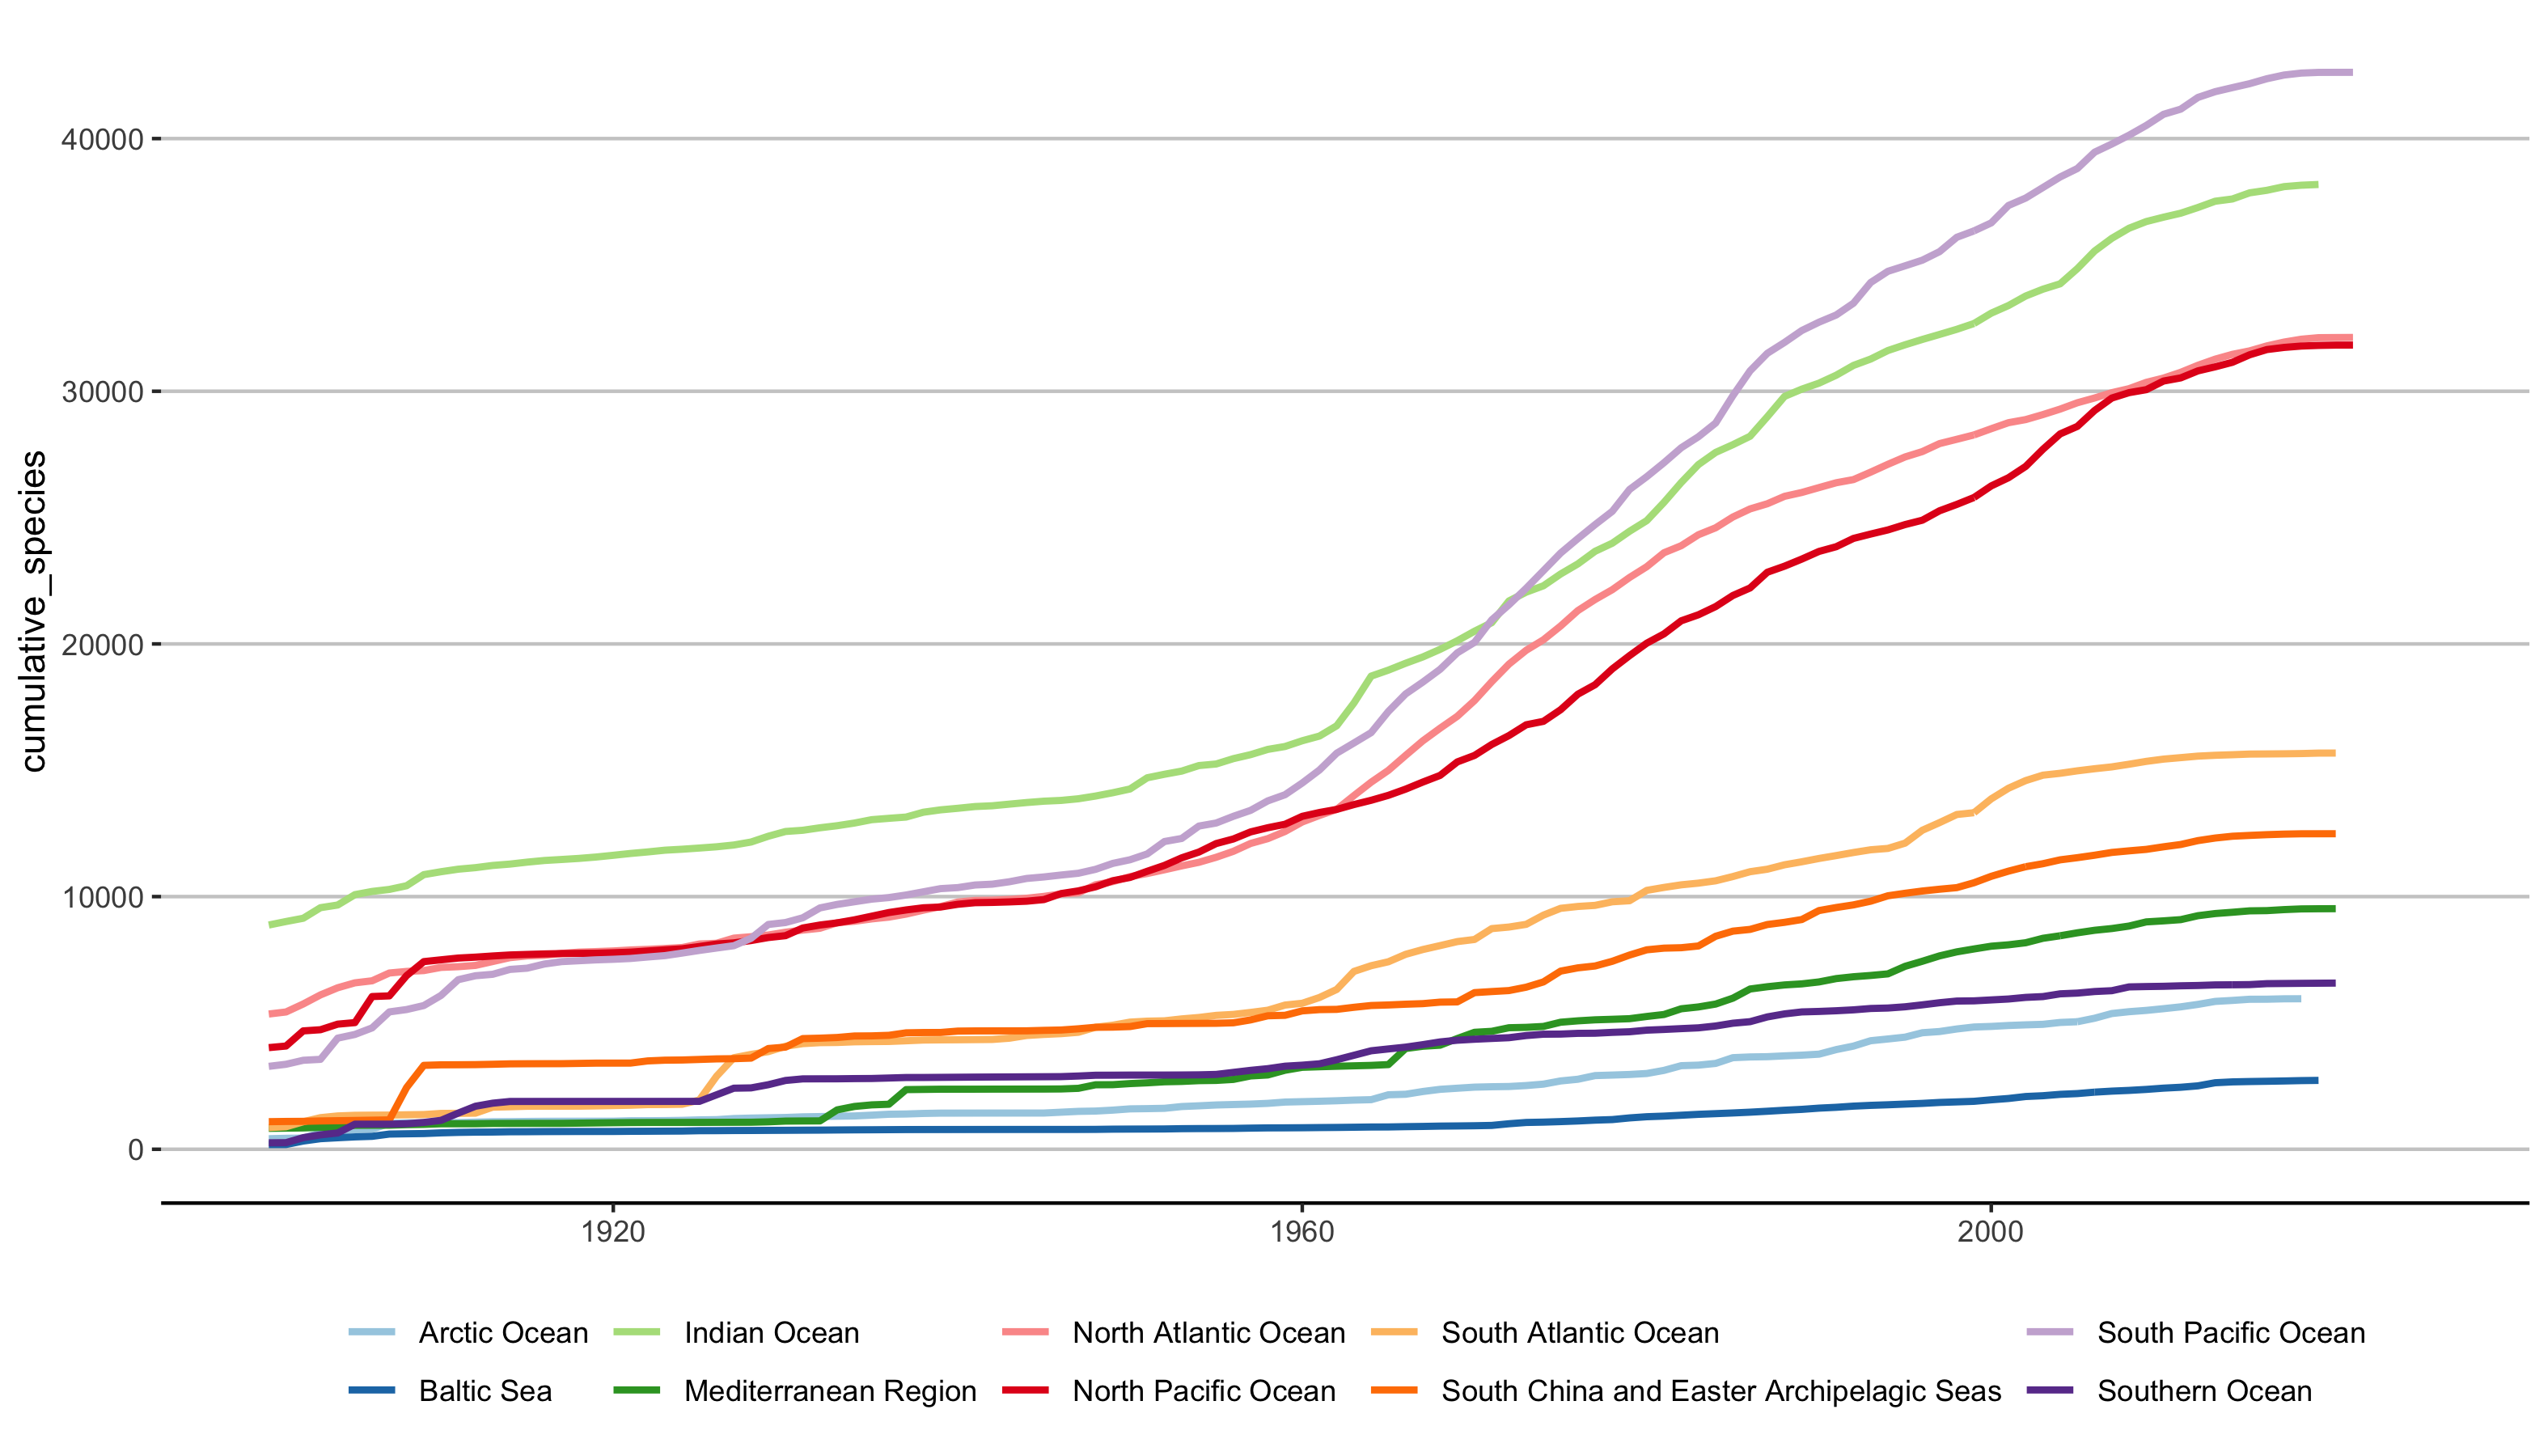 cumulative_species
40000
30000
20000
10000
0
1920 1960 2000
Arctic Ocean Indian Ocean North Atlantic Ocean South Atlantic Ocean South Pacific Ocean
Baltic Sea Mediterranean Region North Pacific Ocean South China and Easter Archipelagic Seas Southern Ocean